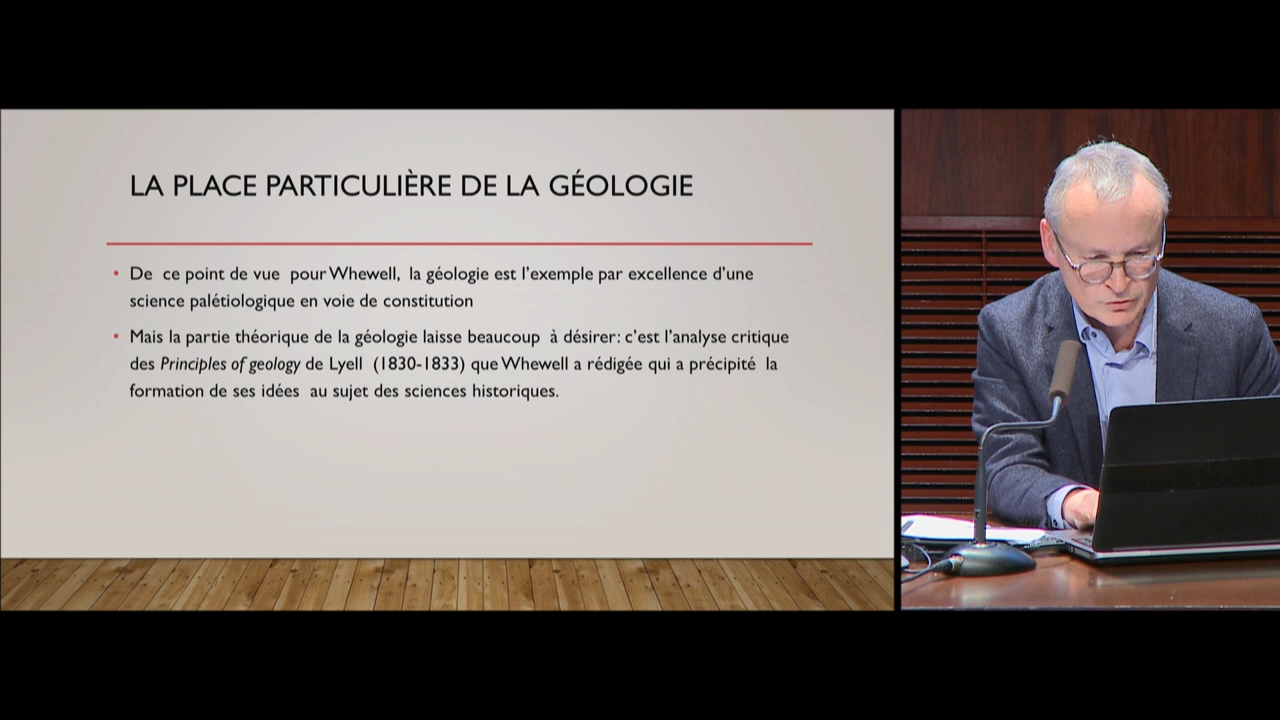 LA PLACE PARTICULIÈRE DE LA GÉOLOGIE
• De ce point de vue pour Whewell, la géologie est l’exemple par excellence d’une
science palétiologique en voie de constitution
• Mais la partie théorique de la géologie laisse beaucoup à désirer: c’est l’analyse critique
des Principles of geology de Lyell (1830-1833) que Whewell a rédigée qui a précipité la
formation de ses idées au sujet des sciences historiques.